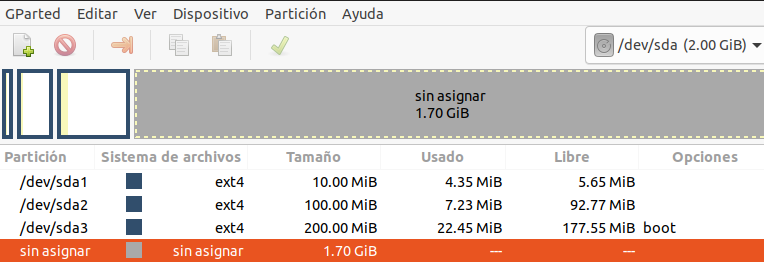 GParted Editar Ver Dispositivo Partición Ayuda
/dev/sda (2.00 GiB)
sin asignar
1.70 GiB
Partición Sistema de archivos Tamaño Usado Libre Opciones
/dev/sda1 ext4 10.00 MiB 4.35 MiB 5.65 MiB
/dev/sda2 ext4 100.00 MiB 7.23 MiB 92.77 MiB
/dev/sda3 ext4 200.00 MiB 22.45 MiB 177.55 MiB boot
sin asignar sin asignar 1.70 GiB --- ---